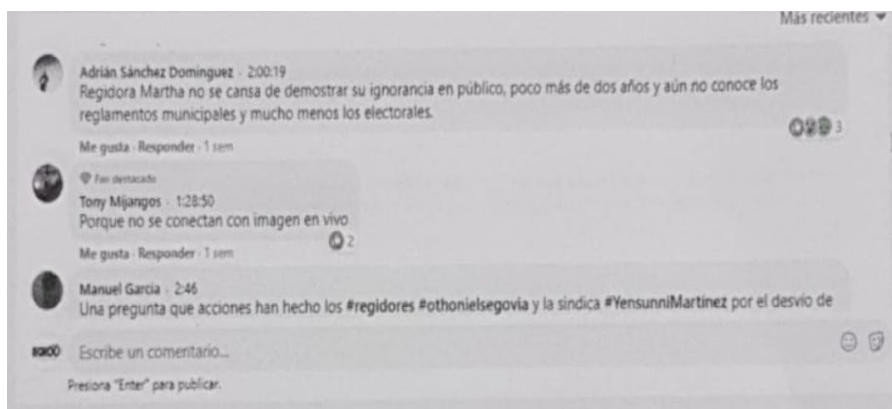 Más recientes
Adrián Sánchez Domínguez · 2:00:19
Regidora Martha no se cansa de demostrar su ignorancia en público, poco más de dos años y aún no conoce los
reglamentos municipales y mucho menos los electorales.
3
Me gusta · Responder · 1 sem
Fan destacado
Tony Mijangos · 1:28:50
Porque no se conectan con imagen en vivo
2
Me gusta · Responder · 1 sem
Manuel García · 2:46
Una pregunta que acciones han hecho los #regidores #othonielsegovia y la sindica #YensunniMartínez por el desvío de
Escribe un comentario...
Presiona "Enter" para publicar.